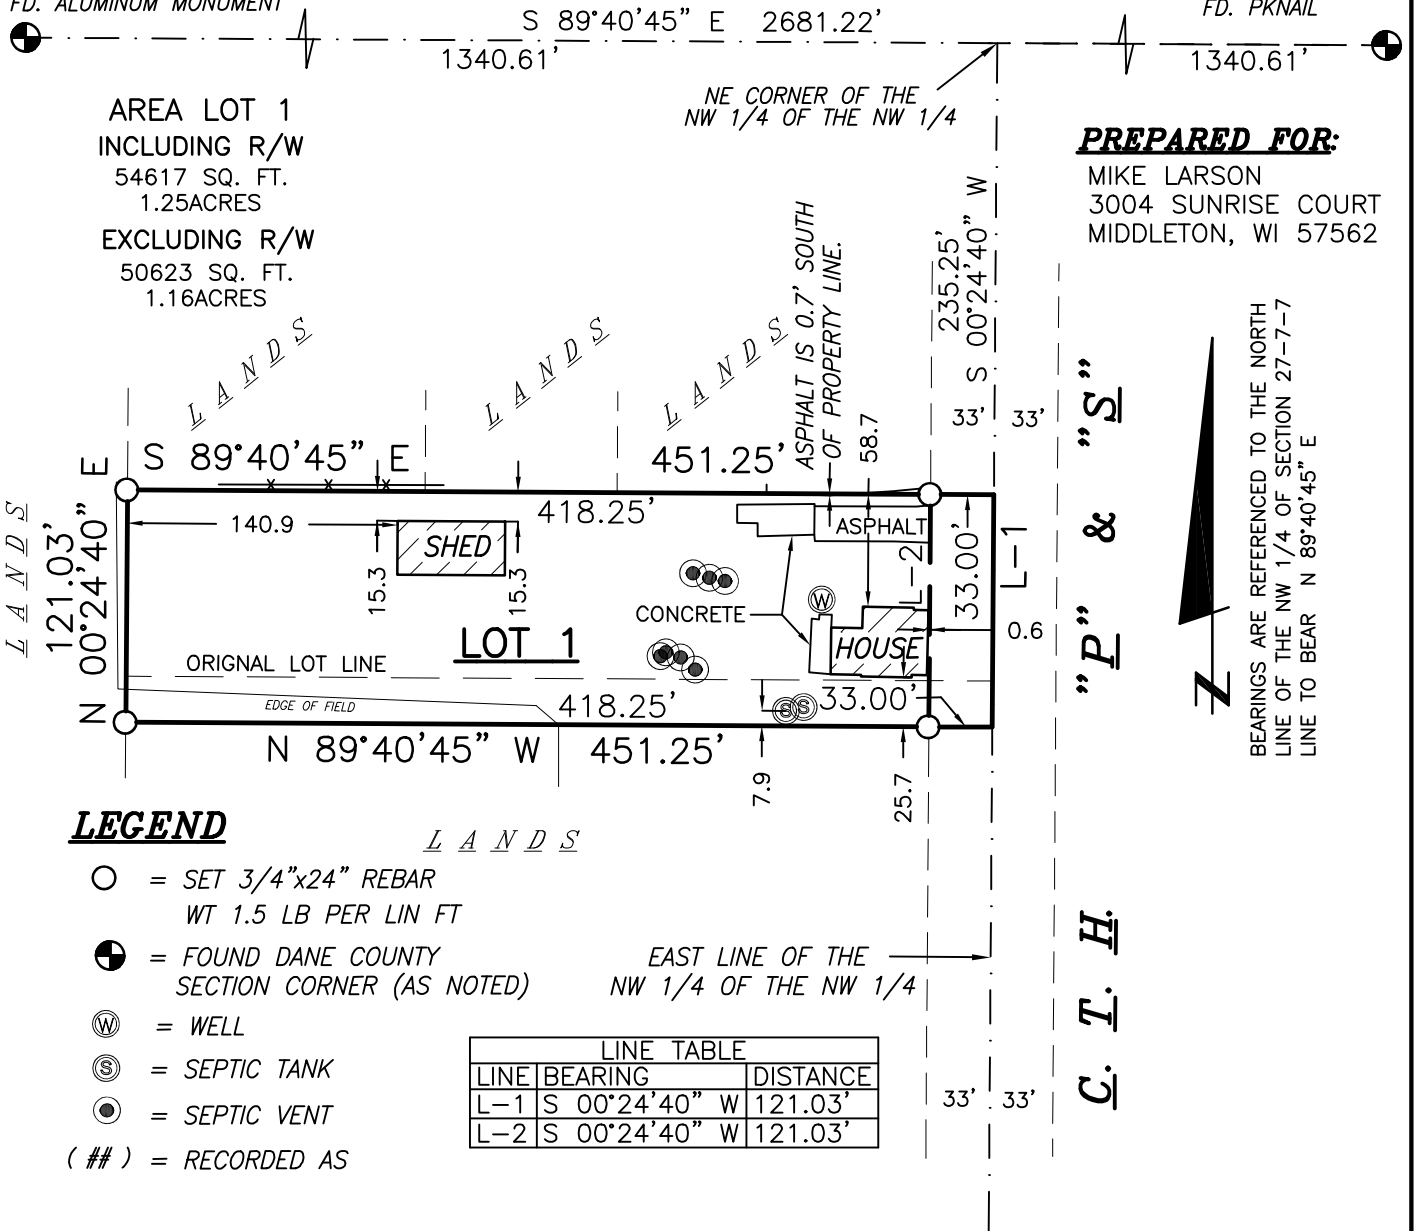 FD. ALUMINUM MONUMENT
S 89°40'45" E 2681.22'
FD. PKNAIL
1340.61'
1340.61'
NE CORNER OF THE
NW 1/4 OF THE NW 1/4
AREA LOT 1
INCLUDING R/W
54617 SQ. FT.
1.25ACRES
EXCLUDING R/W
50623 SQ. FT.
1.16ACRES
PREPARED FOR:
MIKE LARSON
3004 SUNRISE COURT
MIDDLETON, WI 57562
235.25'
S 00°24'40" W
ASPHALT IS 0.7' SOUTH
OF PROPERTY LINE.
58.7
LANDS
LANDS
LANDS
LANDS
33' 33'
"P" & "S"
C. T. H.
BEARINGS ARE REFERENCED TO THE NORTH
LINE OF THE NW 1/4 OF SECTION 27-7-7
LINE TO BEAR N 89°40'45" E
Z
S 89°40'45" E
451.25'
418.25'
121.03'
N 00°24'40" E
140.9
SHED
15.3
15.3
ASPHALT
L-2
33.00'
L-1
CONCRETE
W
0.6
LOT 1
HOUSE
ORIGNAL LOT LINE
EDGE OF FIELD
418.25'
S S
33.00'
N 89°40'45" W
451.25'
7.9
25.7
LEGEND
LANDS
= SET 3/4"x24" REBAR
WT 1.5 LB PER LIN FT
= FOUND DANE COUNTY
SECTION CORNER (AS NOTED)
EAST LINE OF THE
NW 1/4 OF THE NW 1/4
W = WELL
S = SEPTIC TANK
= SEPTIC VENT
(##) = RECORDED AS
LINE TABLE
LINE BEARING DISTANCE
L-1 S 00°24'40" W 121.03'
L-2 S 00°24'40" W 121.03'
33' 33'